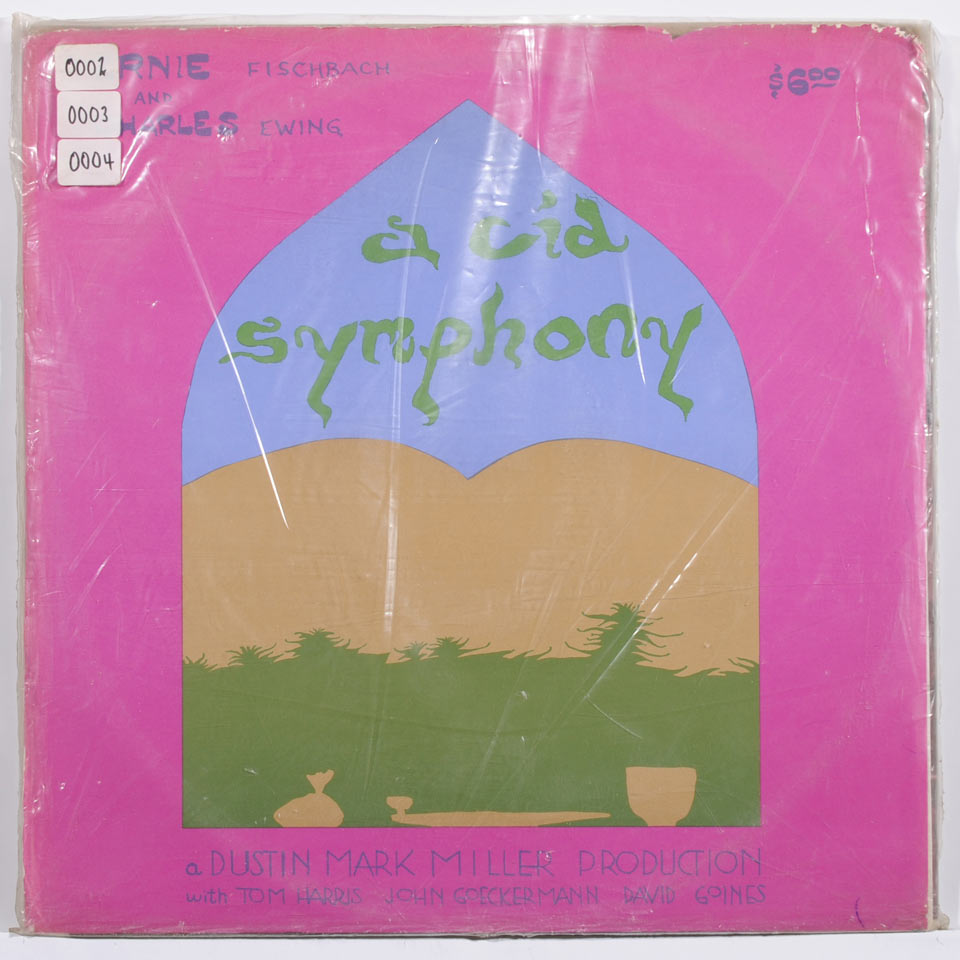 0002
RNIE FISCHBACH
AND
0003
HARLES EWING
0004
$6.00
a cid
symphony
a DUSTIN MARK MILLER PRODUCTION
with TOM HARRIS JOHN GOECKERMANN DAVID GOINES